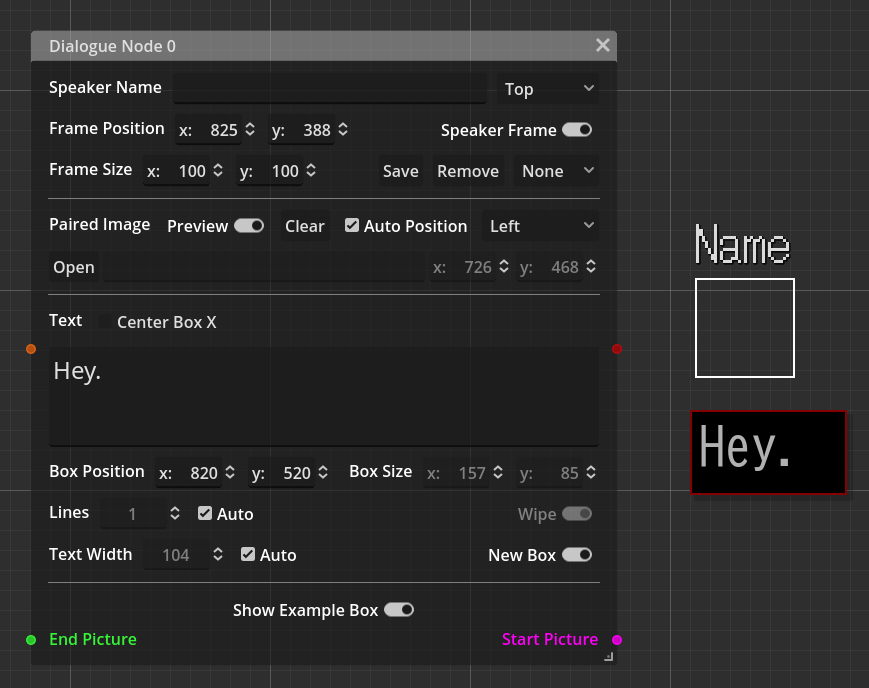 Dialogue Node 0
Speaker Name Top
Frame Position x: 825 y: 388 Speaker Frame
Frame Size x: 100 y: 100 Save Remove None
Paired Image Preview Clear Auto Position Left
Open x: 726 y: 468
Text Center Box X
Hey.
Box Position x: 820 y: 520 Box Size x: 157 y: 85
Lines 1 Auto Wipe
Text Width 104 Auto New Box
Show Example Box
End Picture Start Picture
Name
Hey.